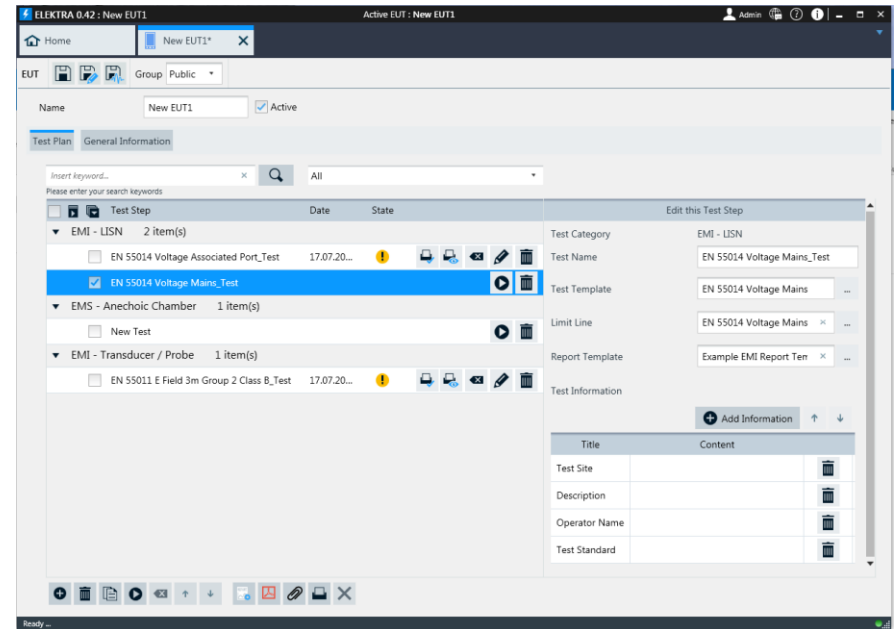 ELEKTRA 0.42 : New EUT1 Active EUT : New EUT1 Admin
Home New EUT1*
EUT Group Public
Name New EUT1 Active
Test Plan General Information
Insert keyword... All
Please enter your search keywords
Test Step Date State Edit this Test Step
EMI - LISN 2 item(s) Test Category EMI - LISN
EN 55014 Voltage Associated Port_Test 17.07.20... Test Name EN 55014 Voltage Mains_Test
EN 55014 Voltage Mains_Test Test Template EN 55014 Voltage Mains ...
EMS - Anechoic Chamber 1 item(s)
New Test Limit Line EN 55014 Voltage Mains ...
EMI - Transducer / Probe 1 item(s) Report Template Example EMI Report Tem ...
EN 55011 E Field 3m Group 2 Class B_Test 17.07.20... Test Information
Add Information
Title Content
Test Site
Description
Operator Name
Test Standard
Ready ...